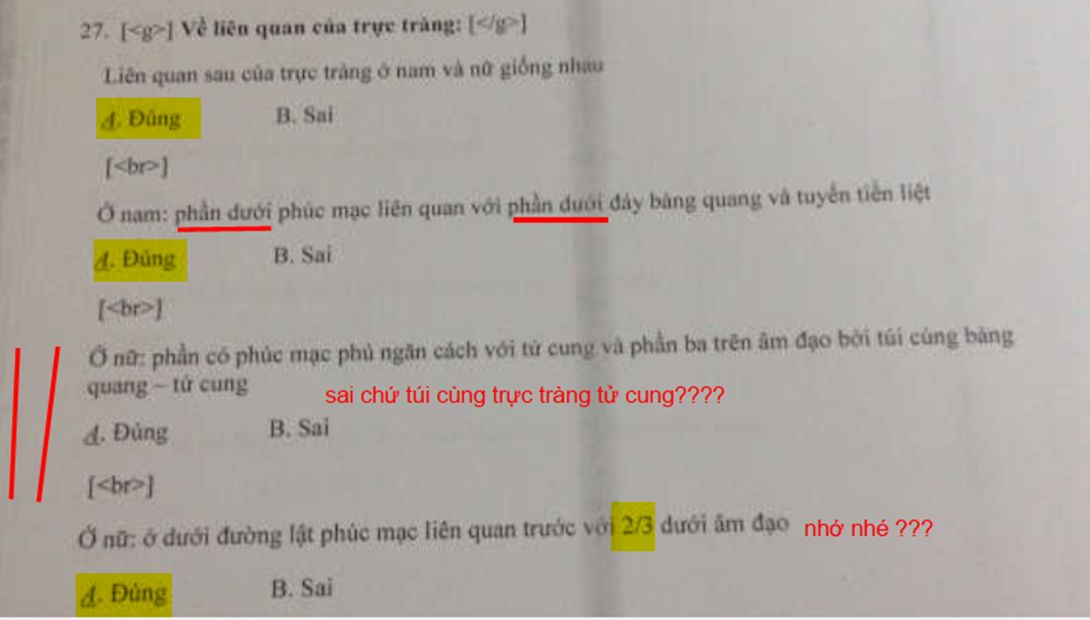 27. [<g>] Về liên quan của trực tràng: [</g>]
Liên quan sau của trực tràng ở nam và nữ giống nhau
A. Đúng B. Sai
[<br>]
Ở nam: phần dưới phúc mạc liên quan với phần dưới đáy bàng quang và tuyến tiền liệt
A. Đúng B. Sai
[<br>]
Ở nữ: phần có phúc mạc phủ ngăn cách với tử cung và phần ba trên âm đạo bởi túi cùng bàng
quang – tử cung
sai chứ túi cùng trực tràng tử cung????
A. Đúng B. Sai
[<br>]
Ở nữ: ở dưới đường lật phúc mạc liên quan trước với 2/3 dưới âm đạo nhớ nhé ???
A. Đúng B. Sai